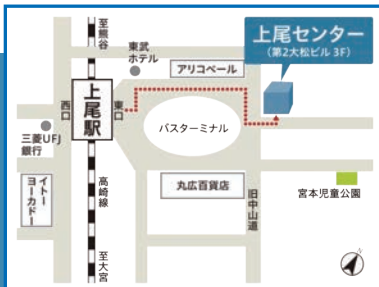 至熊谷
東武
ホテル
アリコベール
上尾センター
(第2大松ビル 3F)
西口
上尾駅
東口
バスターミナル
三菱UFJ
銀行
イトー
ヨーカドー
高崎線
丸広百貨店
旧中山道
宮本児童公園
至大宮
N